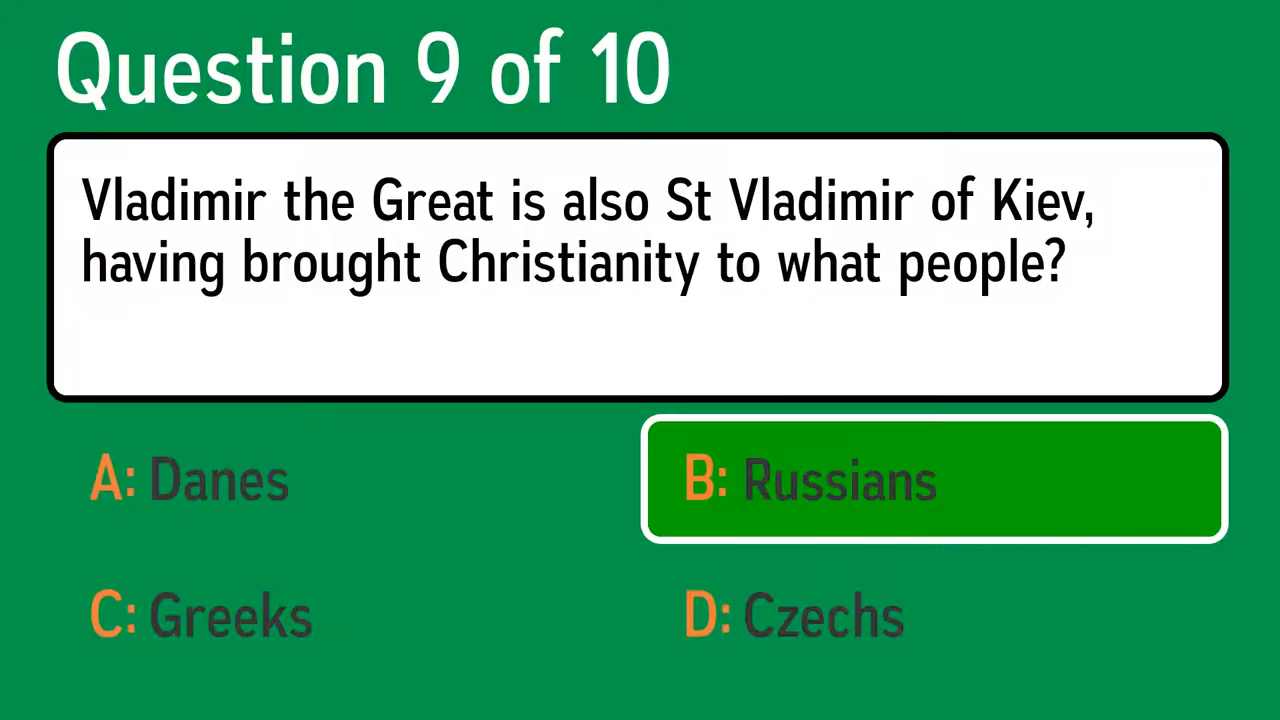 Question 9 of 10
Vladimir the Great is also St Vladimir of Kiev,
having brought Christianity to what people?
A: Danes
B: Russians
C: Greeks
D: Czechs